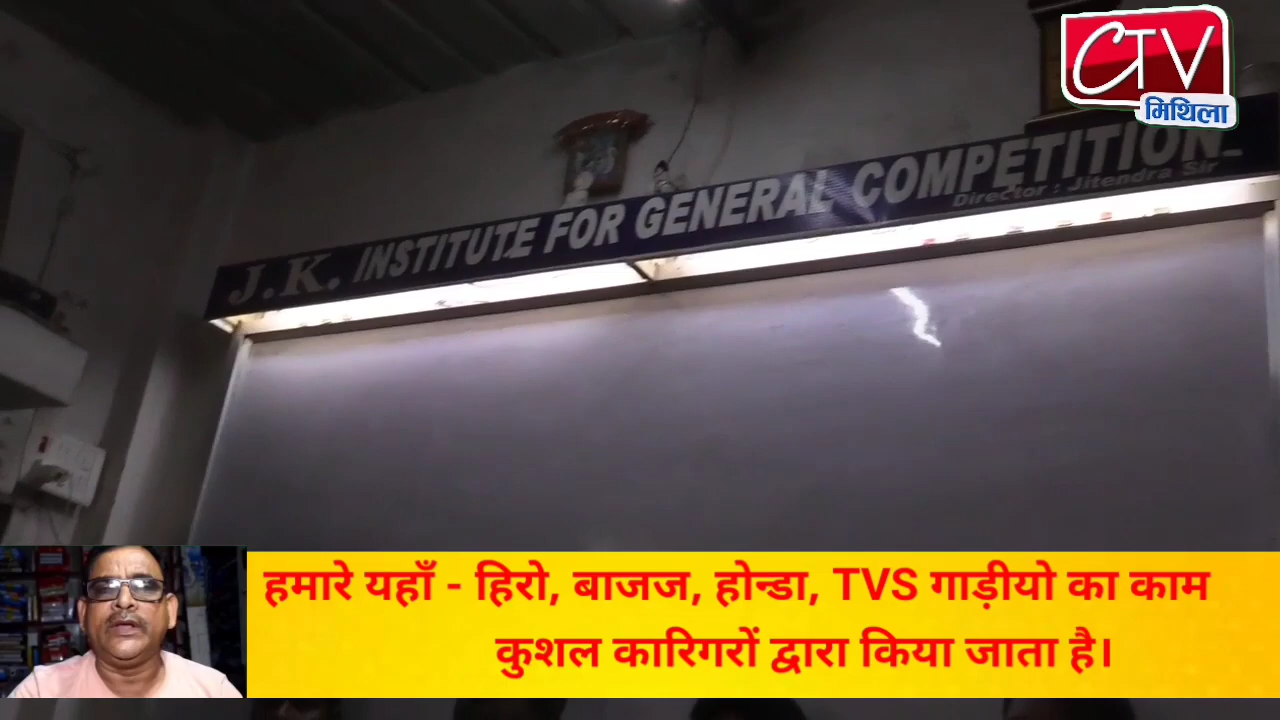 CTV
मिथिला
J.K. INSTITUTE FOR GENERAL COMPETITION
Director : Jitendra Sir
हमारे यहाँ - हिरो, बाजज, होन्डा, TVS गाड़ीयो का काम
कुशल कारिगरों द्वारा किया जाता है।